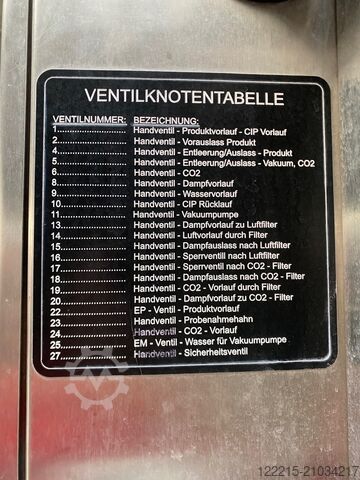 VENTILKNOTENTABELLE
VENTILNUMMER: BEZEICHNUNG:
1.................... Handventil - Produktvorlauf - CIP Vorlauf
2.................... Handventil - Vorauslass Produkt
4.................... Handventil - Entleerung/Auslass - Produkt
5.................... Handventil - Entleerung/Auslass - Vakuum, CO2
6.................... Handventil - CO2
8.................... Handventil - Dampfvorlauf
9.................... Handventil - Wasservorlauf
10.................... Handventil - CIP Rücklauf
11.................... Handventil - Vakuumpumpe
13.................... Handventil - Dampfvorlauf zu Luftfilter
14.................... Handventil - Luftvorlauf durch Filter
15.................... Handventil - Dampfauslass nach Luftfilter
16.................... Handventil - Sperrventill nach Luftfilter
17.................... Handventil - Sperrventil nach CO2 - Filter
18.................... Handventil - Dampfauslass nach CO2 - Filter
19.................... Handventil - CO2 - Vorlauf durch Filter
20.................... Handventil - Dampfvorlauf zu CO2 - Filter
22.................... EP - Ventil - Produktvorlauf
23.................... Handventil - Probenahmehahn
24.................... Handventil - CO2 - Vorlauf
25.................... EM - Ventil - Wasser für Vakuumpumpe
27.................... Handventil - Sicherheitsventil
122215-21034217